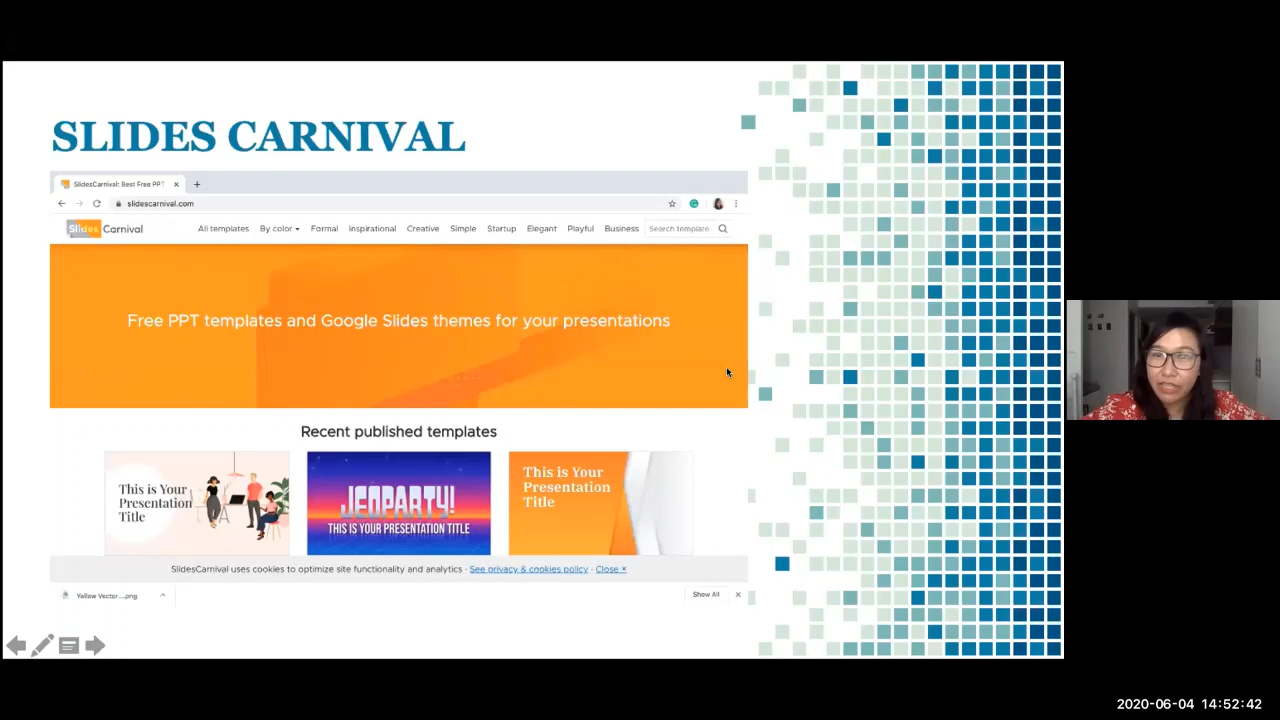 SLIDES CARNIVAL
SlidesCarnival: Best Free PPT
slidescarnival.com
Slides Carnival
All templates By color Formal Inspirational Creative Simple Startup Elegant Playful Business Search template
Free PPT templates and Google Slides themes for your presentations
Recent published templates
This is Your
Presentation
Title
JEOPARTY!
THIS IS YOUR PRESENTATION TITLE
This is Your
Presentation
Title
SlidesCarnival uses cookies to optimize site functionality and analytics · See privacy & cookies policy · Close ×
Yellow Vector....png
Show All
2020-06-04 14:52:42